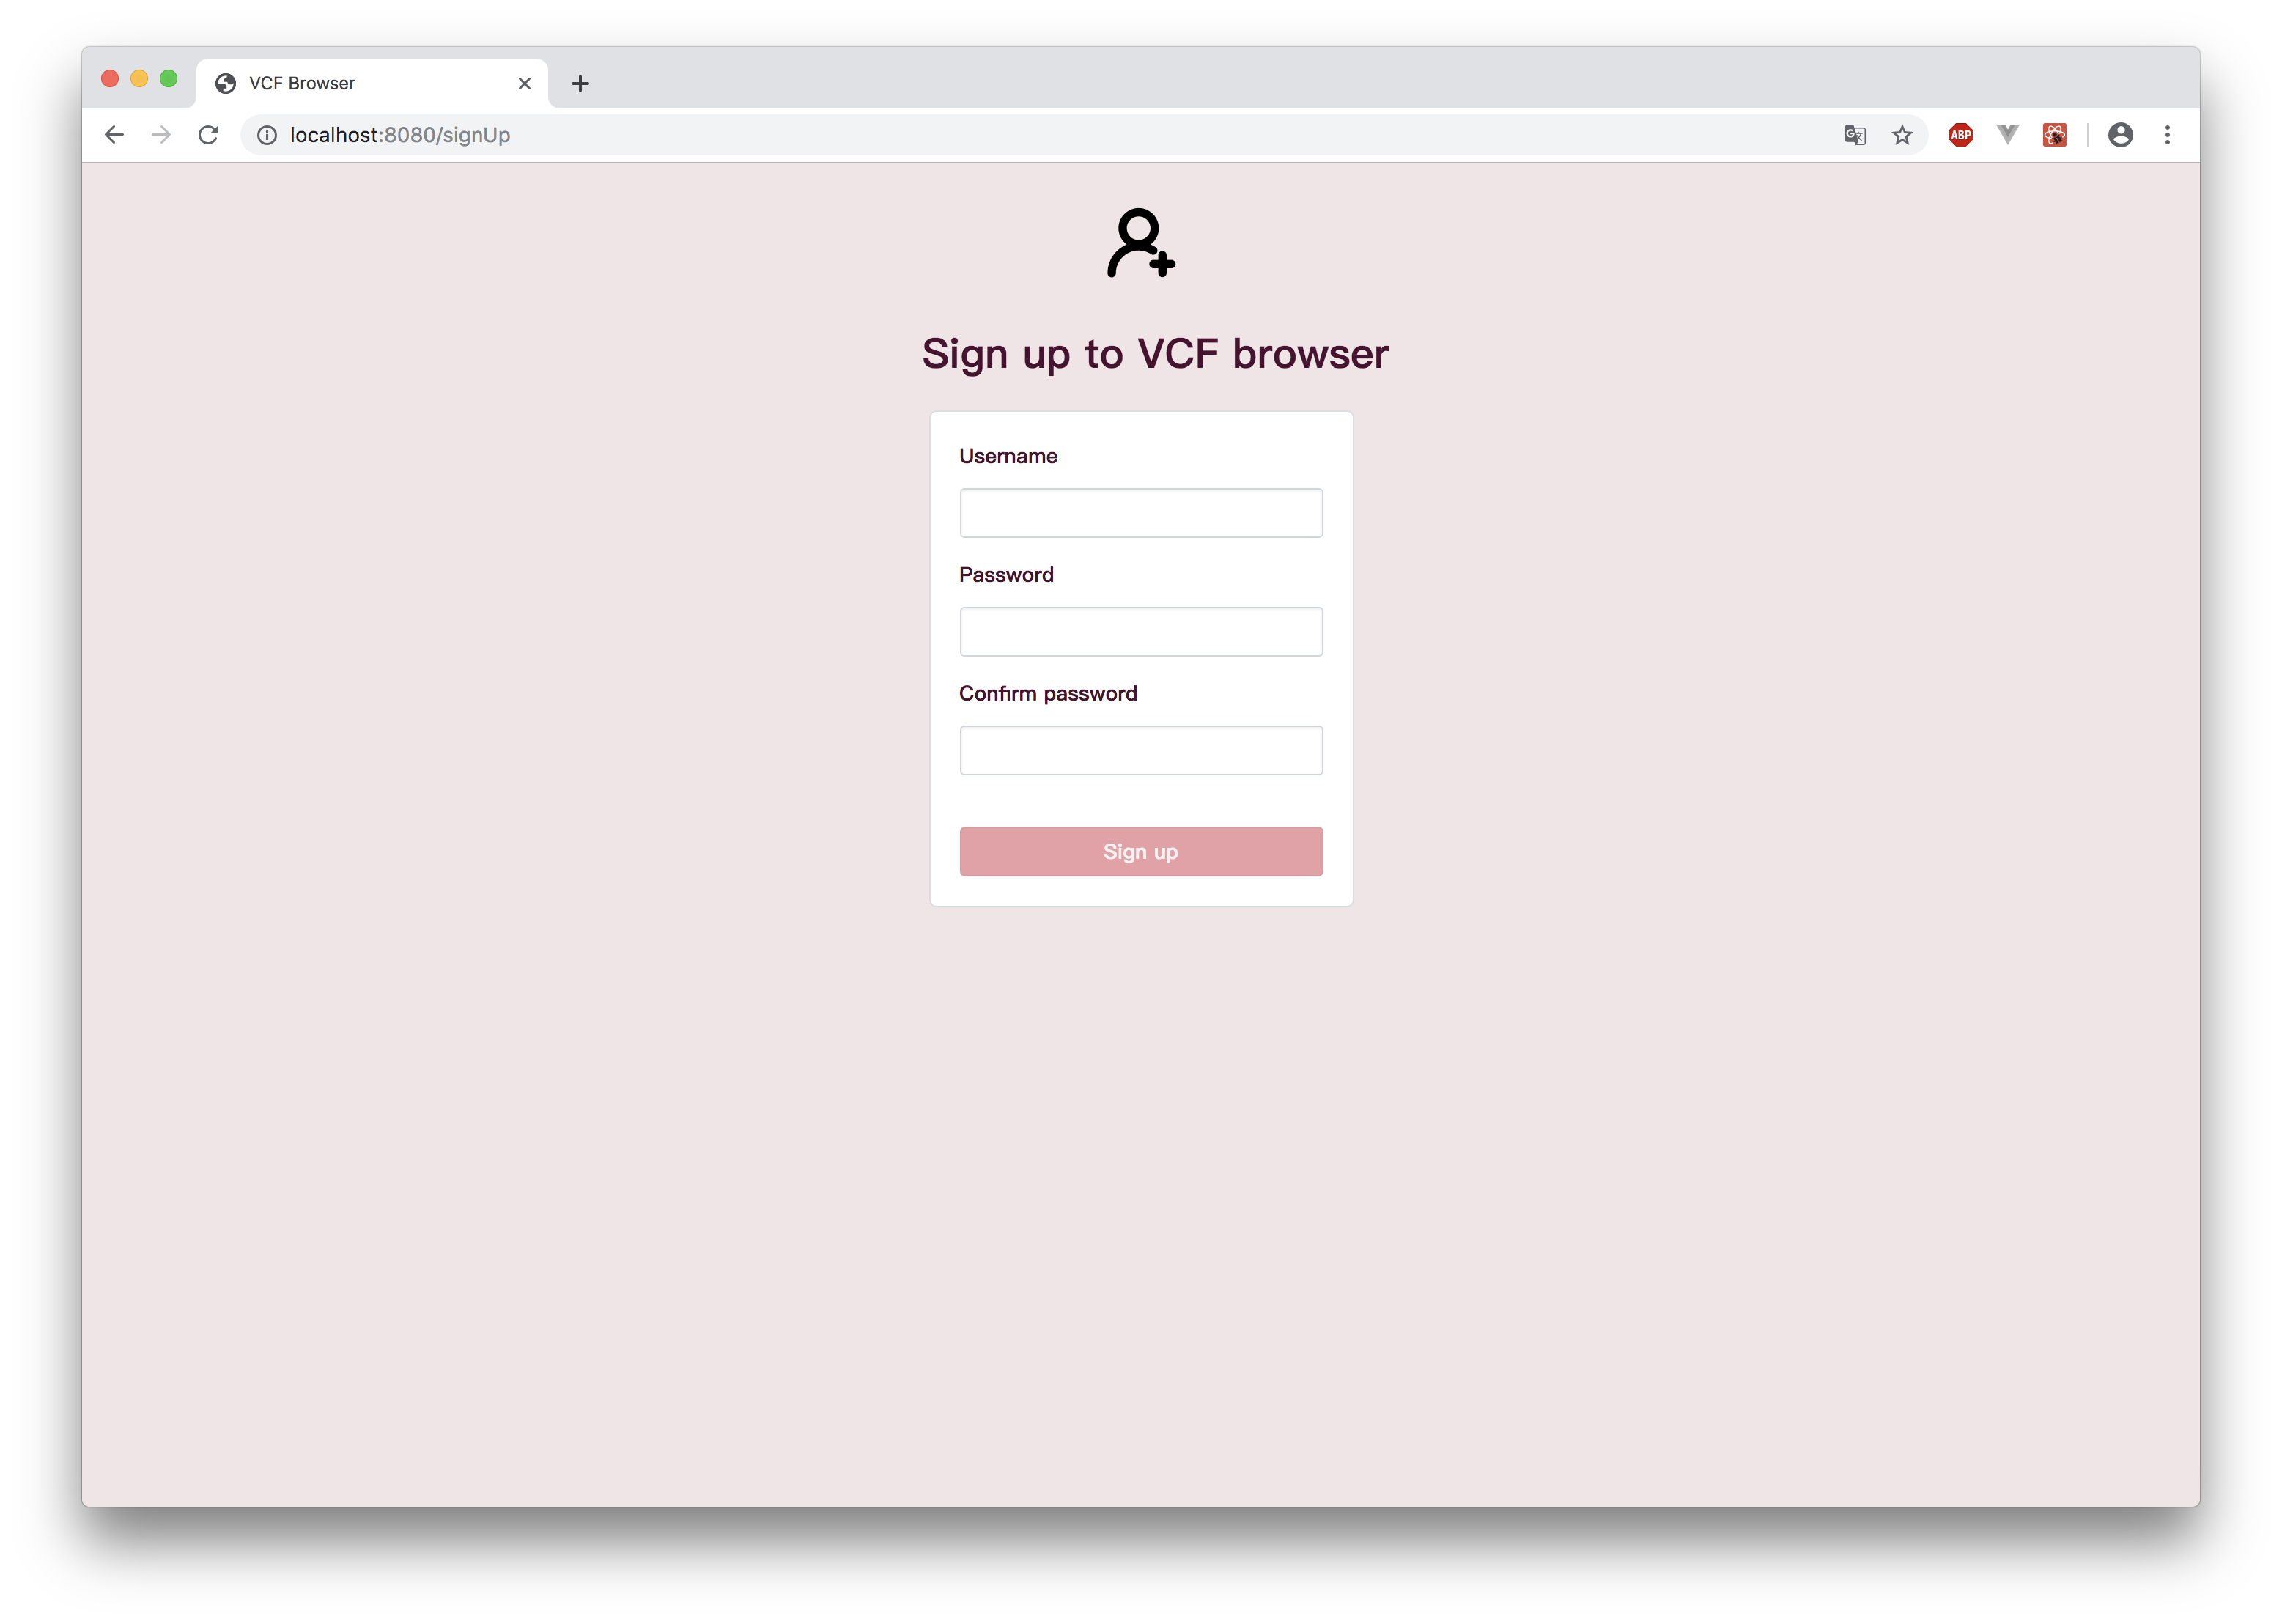 VCF Browser
localhost:8080/signUp
ABP
Sign up to VCF browser
Username
Password
Confirm password
Sign up